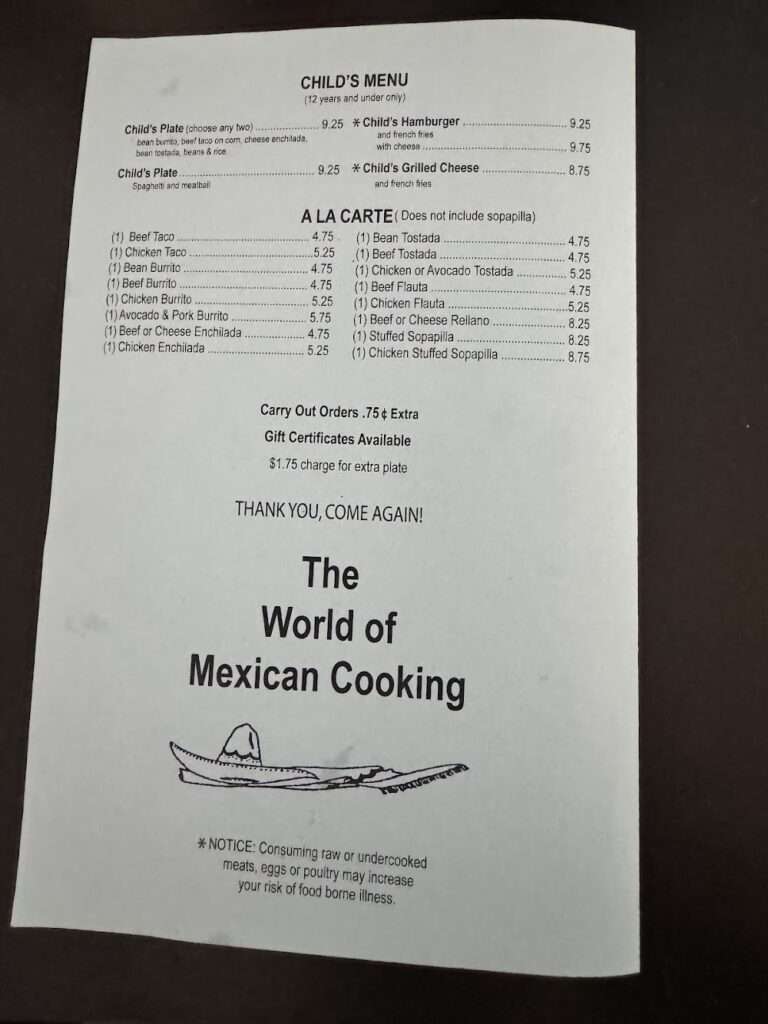 CHILD'S MENU
(12 years and under only)
Child's Plate (choose any two) .................... 9.25
bean burrito, beef taco on corn, cheese enchilada,
bean tostada, beans & rice
Child's Plate .......................................... 9.25
Spaghetti and meatball
* Child's Hamburger ............................... 9.25
and french fries
with cheese ........................................... 9.75
* Child's Grilled Cheese ......................... 8.75
and french fries
A LA CARTE ( Does not include sopapilla)
(1) Beef Taco ........................................ 4.75
(1) Chicken Taco ................................... 5.25
(1) Bean Burrito .................................... 4.75
(1) Beef Burrito ..................................... 4.75
(1) Chicken Burrito ................................ 5.25
(1) Avocado & Pork Burrito ..................... 5.75
(1) Beef or Cheese Enchilada ................. 4.75
(1) Chicken Enchilada ............................ 5.25
(1) Bean Tostada ................................... 4.75
(1) Beef Tostada .................................... 4.75
(1) Chicken or Avocado Tostada .............. 5.25
(1) Beef Flauta ...................................... 4.75
(1) Chicken Flauta ................................. 5.25
(1) Beef or Cheese Rellano ..................... 8.25
(1) Stuffed Sopapilla .............................. 8.25
(1) Chicken Stuffed Sopapilla .................. 8.75
Carry Out Orders .75¢ Extra
Gift Certificates Available
$1.75 charge for extra plate
THANK YOU, COME AGAIN!
The
World of
Mexican Cooking
* NOTICE: Consuming raw or undercooked
meats, eggs or poultry may increase
your risk of food borne illness.